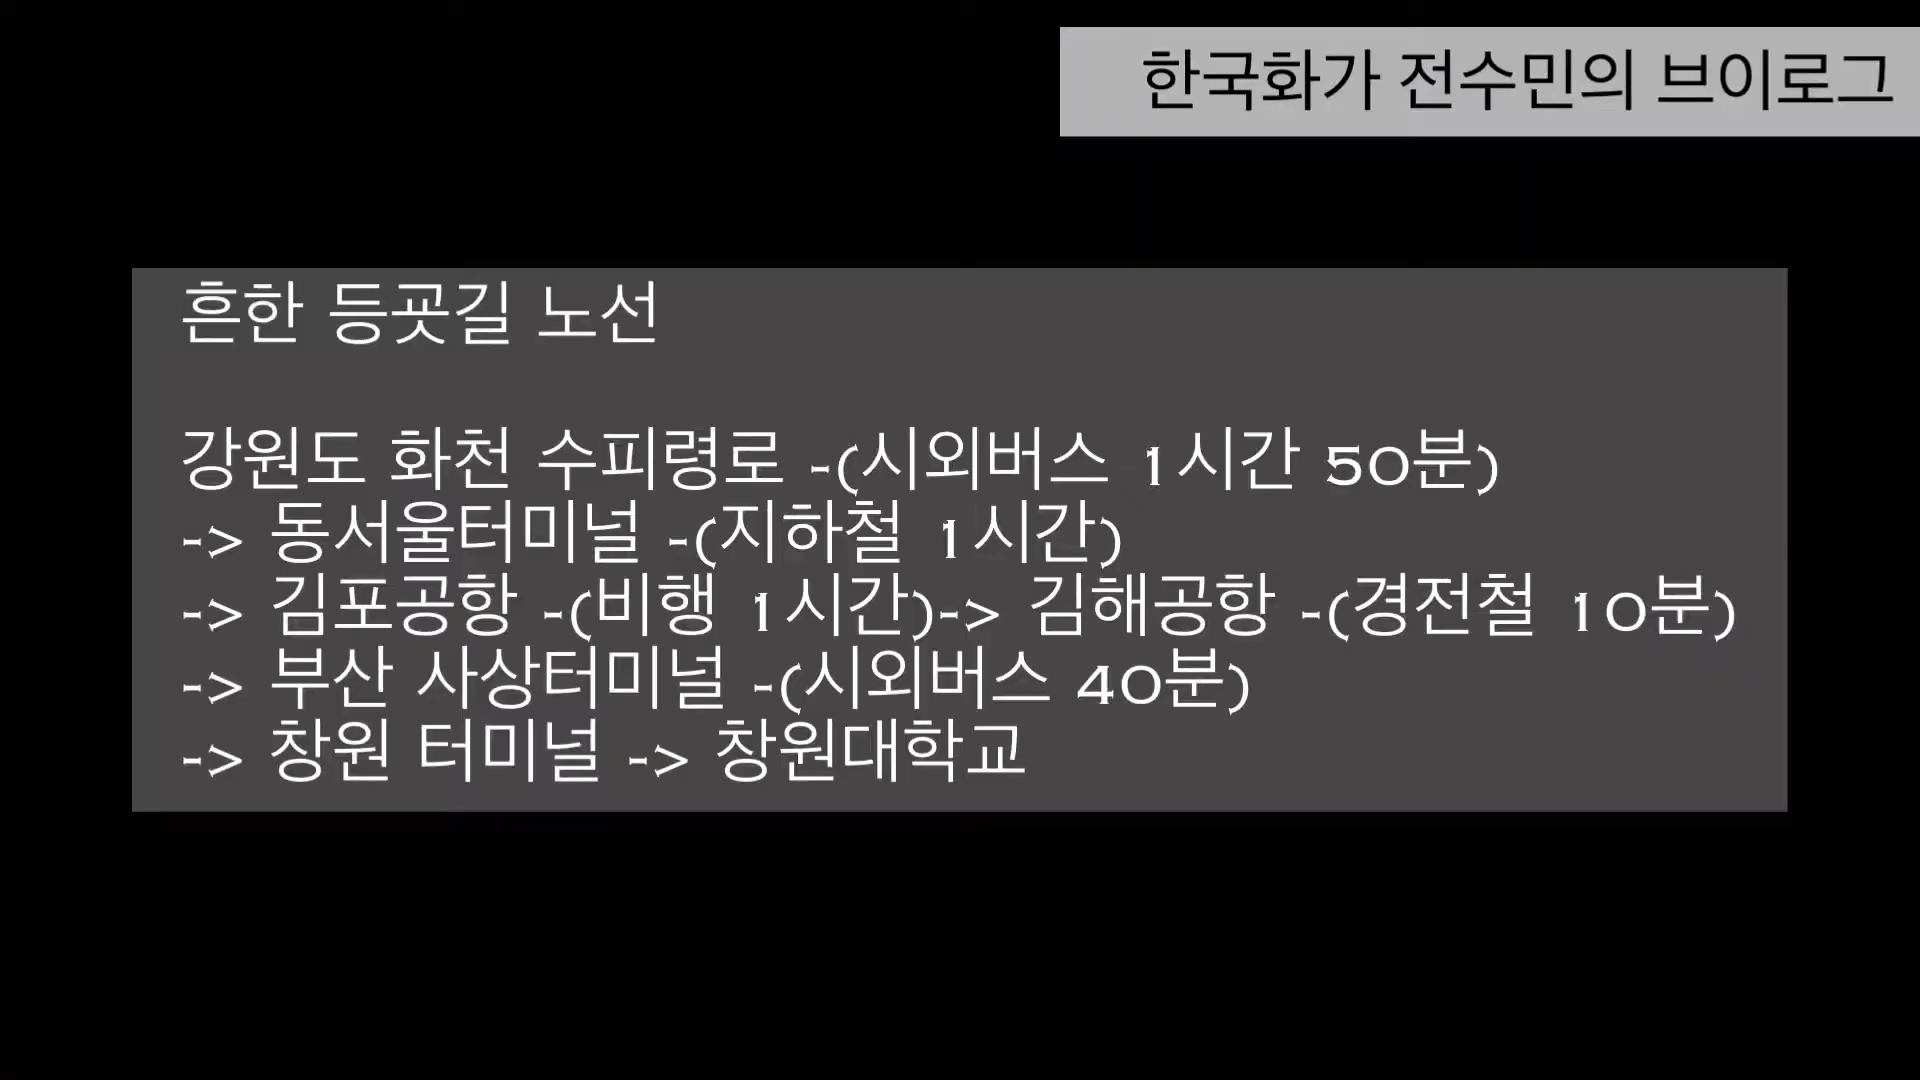 한국화가 전수민의 브이로그
흔한 등굣길 노선
강원도 화천 수피령로 -(시외버스 1시간 50분)
-> 동서울터미널 -(지하철 1시간)
-> 김포공항 -(비행 1시간)-> 김해공항 -(경전철 10분)
-> 부산 사상터미널 -(시외버스 40분)
-> 창원 터미널 -> 창원대학교